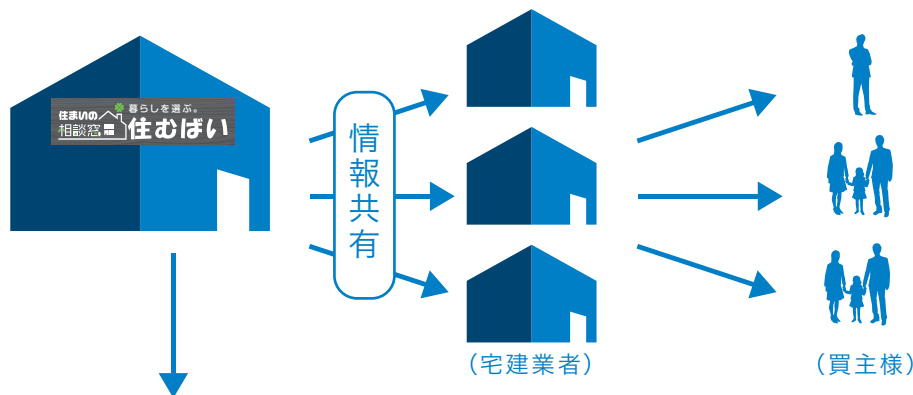 住まいの
相談窓
暮らしを選ぶ。
住むばい
情報共有
（宅建業者）
（買主様）